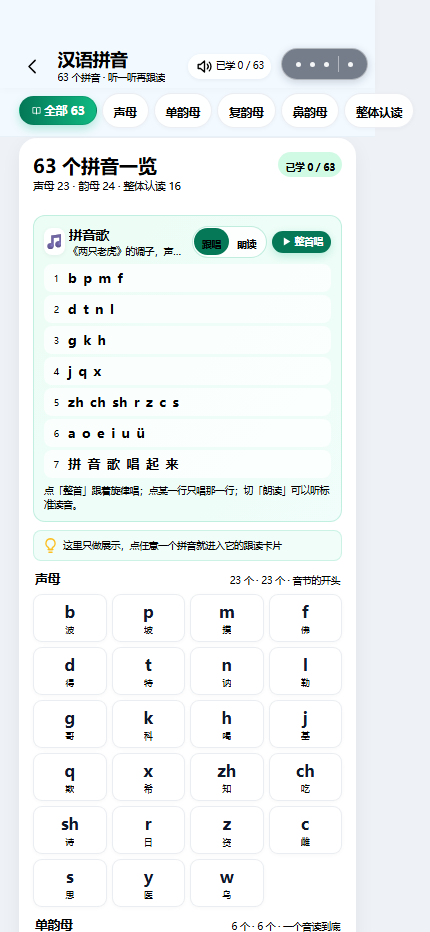 汉语拼音
63 个拼音 · 听一听再跟读
已学 0 / 63
全部 63
声母
单韵母
复韵母
鼻韵母
整体认读
63 个拼音一览
已学 0 / 63
声母 23 · 韵母 24 · 整体认读 16
拼音歌
《两只老虎》的调子，声...
跟唱
朗读
整首唱
1 b p m f
2 d t n l
3 g k h
4 j q x
5 zh ch sh r z c s
6 a o e i u ü
7 拼 音 歌 唱 起 来
点「整首」跟着旋律唱；点某一行只唱那一行；切「朗读」可以听标
准读音。
这里只做展示，点任意一个拼音就进入它的跟读卡片
声母
23 个 · 23 个 · 音节的开头
b p m f
波 坡 摸 佛
d t n l
得 特 讷 勒
g k h j
哥 科 喝 基
q x zh ch
欺 希 知 吃
sh r z c
诗 日 资 雌
s y w
思 医 乌
单韵母
6 个 · 6 个 · 一个音读到底